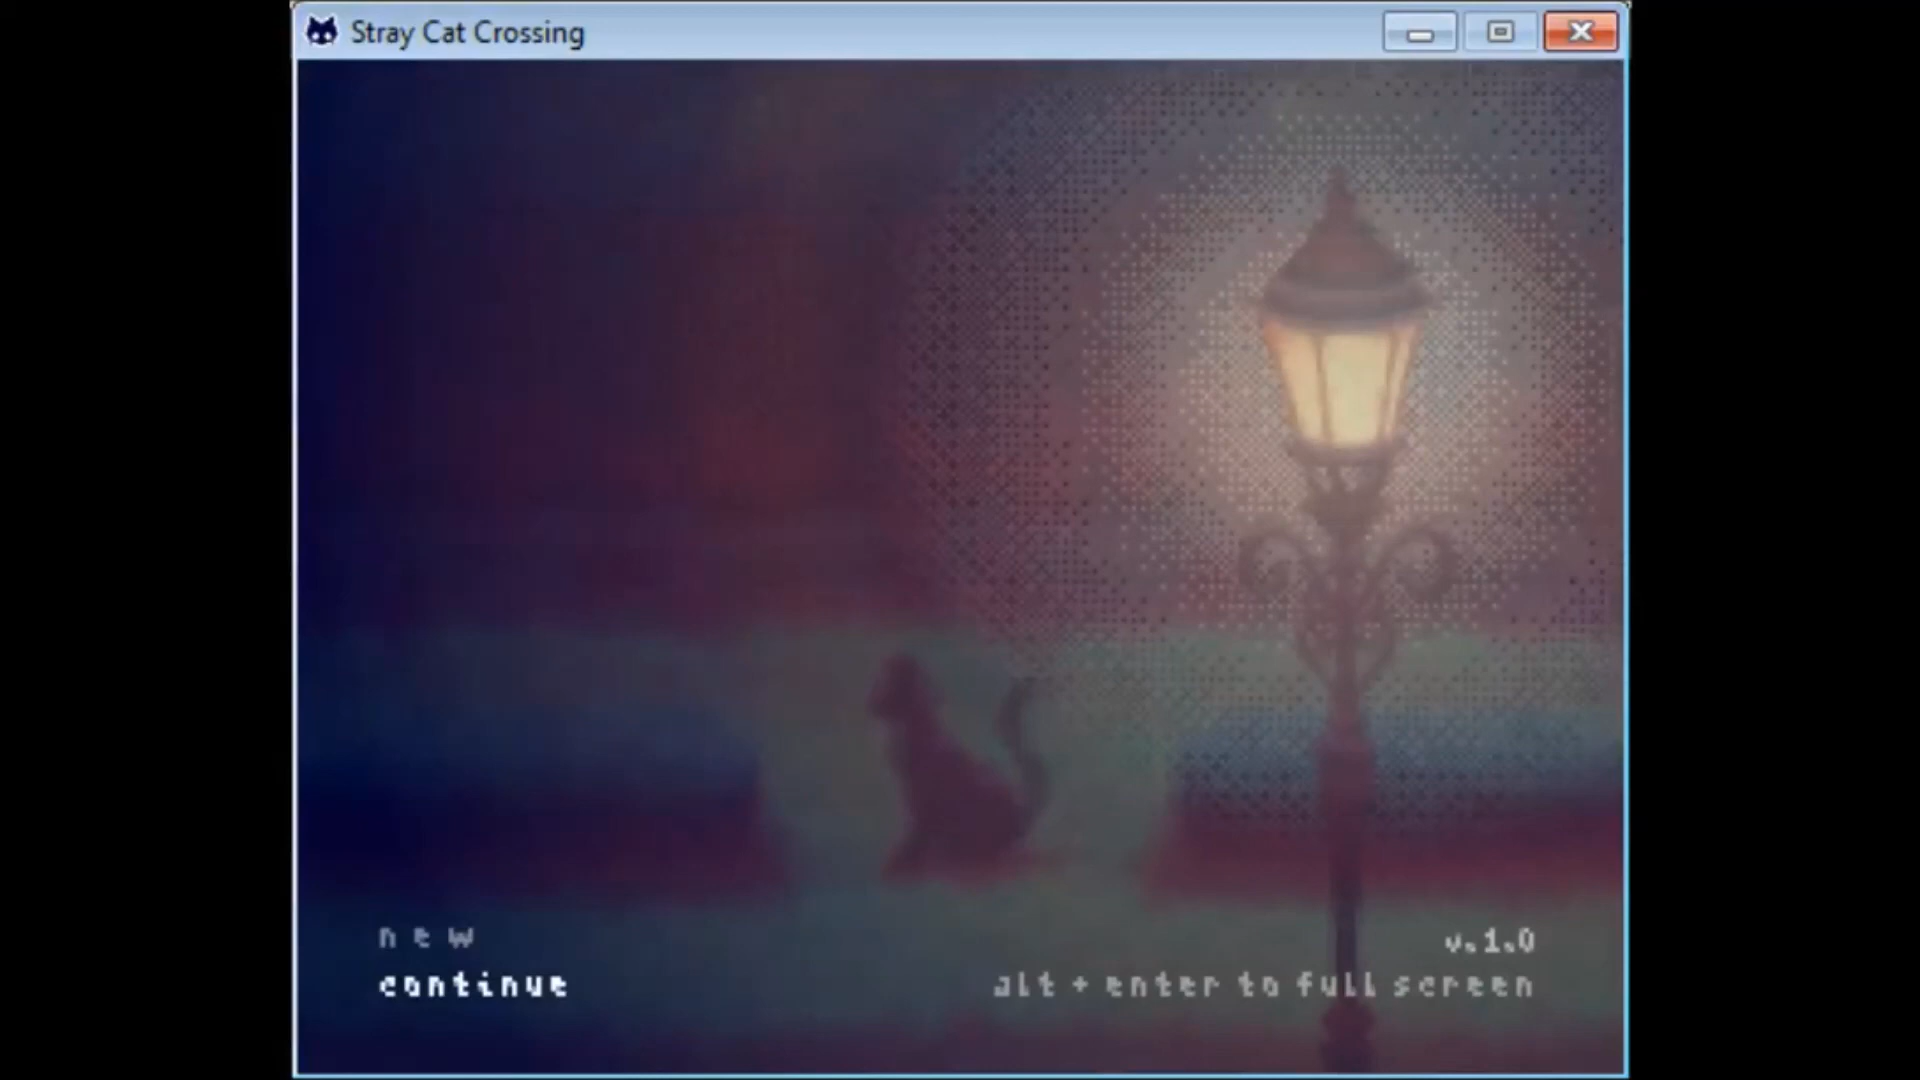 Stray Cat Crossing
new
continue
v.1.0
alt + enter to full screen